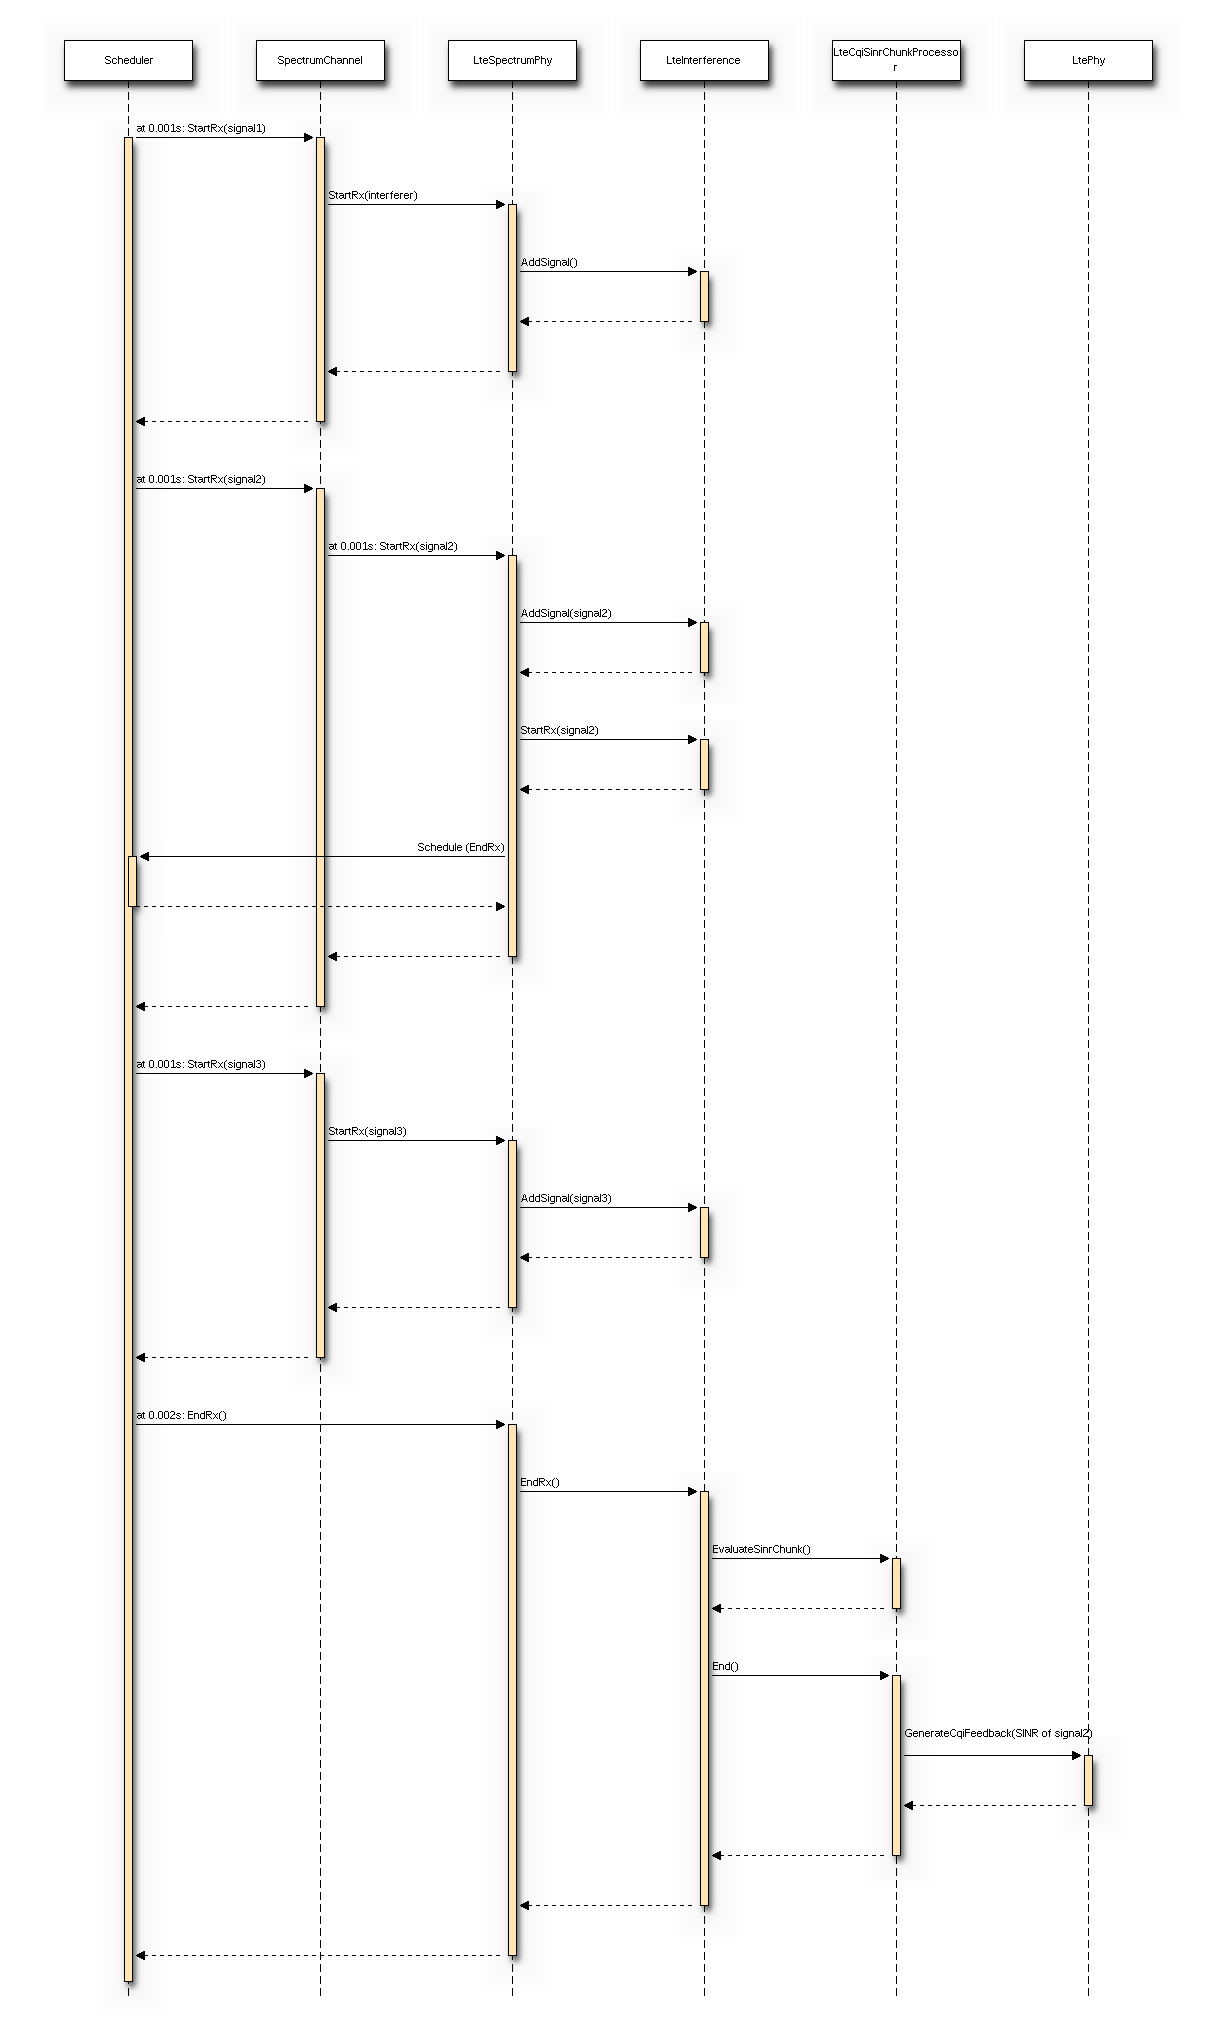 Scheduler
SpectrumChannel
LteSpectrumPhy
LteInterference
LteCqiSinrChunkProcesso
r
LtePhy
at 0.001s: StartRx(signal1)
StartRx(interferer)
AddSignal()
at 0.001s: StartRx(signal2)
at 0.001s: StartRx(signal2)
AddSignal(signal2)
StartRx(signal2)
Schedule (EndRx)
at 0.001s: StartRx(signal3)
StartRx(signal3)
AddSignal(signal3)
at 0.002s: EndRx()
EndRx()
EvaluateSinrChunk()
End()
GenerateCqiFeedback(SINR of signal2)